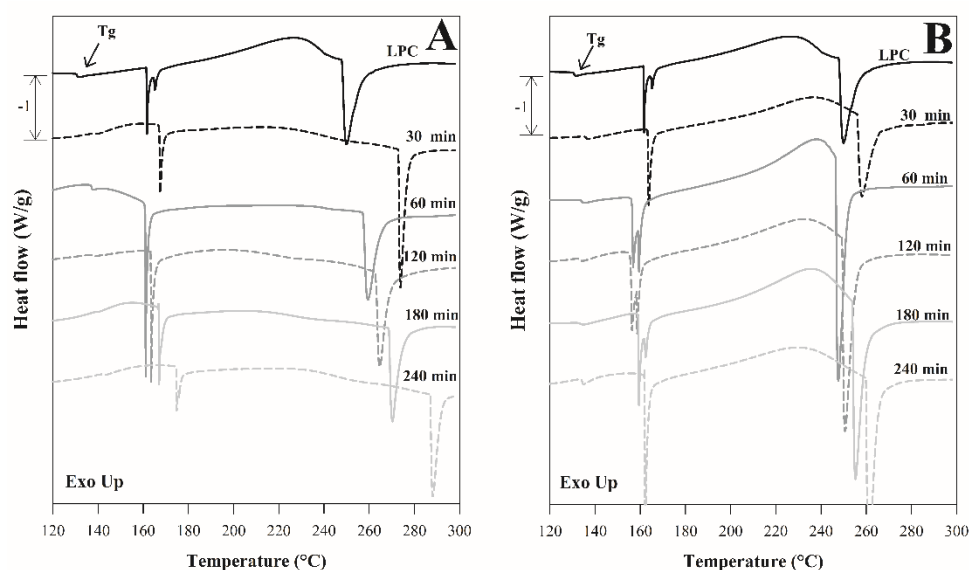 A
Tg
LPC
-1
30 min
60 min
120 min
180 min
240 min
Exo Up
Heat flow (W/g)
120 140 160 180 200 220 240 260 280 300
Temperature (°C)
B
Tg
LPC
-1
30 min
60 min
120 min
180 min
240 min
Exo Up
Heat flow (W/g)
120 140 160 180 200 220 240 260 280 300
Temperature (°C)